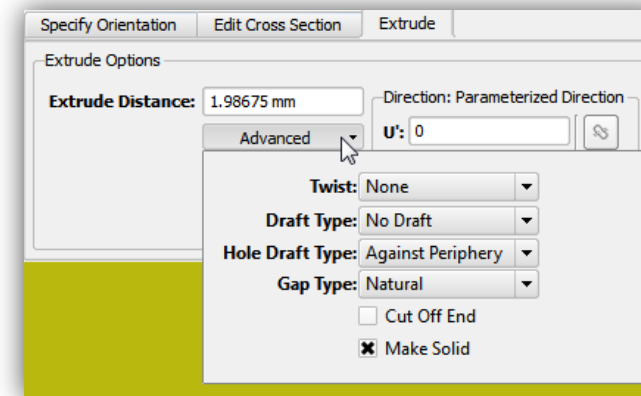 Specify Orientation Edit Cross Section Extrude
Extrude Options
Extrude Distance: 1.98675 mm
Direction: Parameterized Direction
Advanced
U': 0
Twist: None
Draft Type: No Draft
Hole Draft Type: Against Periphery
Gap Type: Natural
Cut Off End
Make Solid